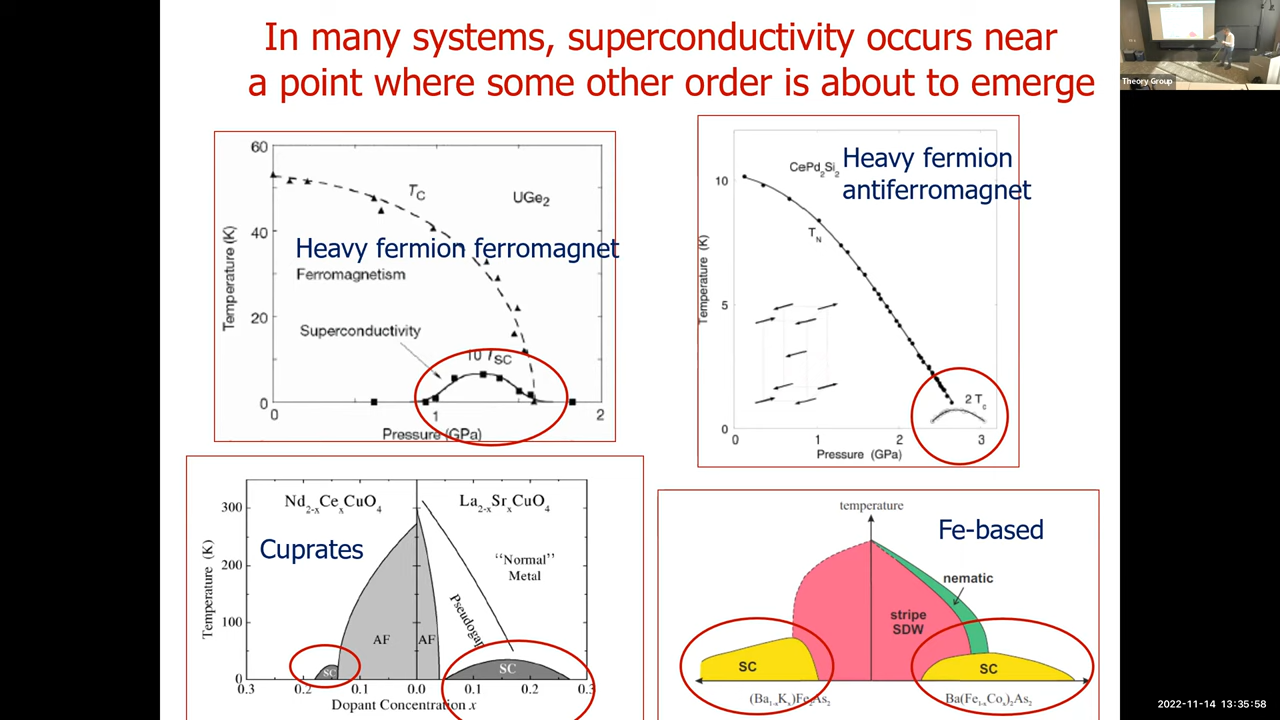 In many systems, superconductivity occurs near
a point where some other order is about to emerge
Theory Group
60
40
20
0
Temperature (K)
T_C
UGe₂
Heavy fermion ferromagnet
Ferromagnetism
Superconductivity
10 T_SC
0
1
2
Pressure (GPa)
CePd₂Si₂
Heavy fermion
antiferromagnet
10
5
0
Temperature (K)
T_N
2 T_c
0
1
2
3
Pressure (GPa)
300
200
100
0
Temperature (K)
Nd₂₋ₓCeₓCuO₄
La₂₋ₓSrₓCuO₄
Cuprates
"Normal"
Metal
Pseudogap
AF
AF
SC
SC
0.3
0.2
0.1
0.0
0.1
0.2
0.3
Dopant Concentration x
temperature
Fe-based
nematic
stripe
SDW
SC
SC
(Ba₁₋ₓKₓ)Fe₂As₂
Ba(Fe₁₋ₓCoₓ)₂As₂
2022-11-14 13:35:58